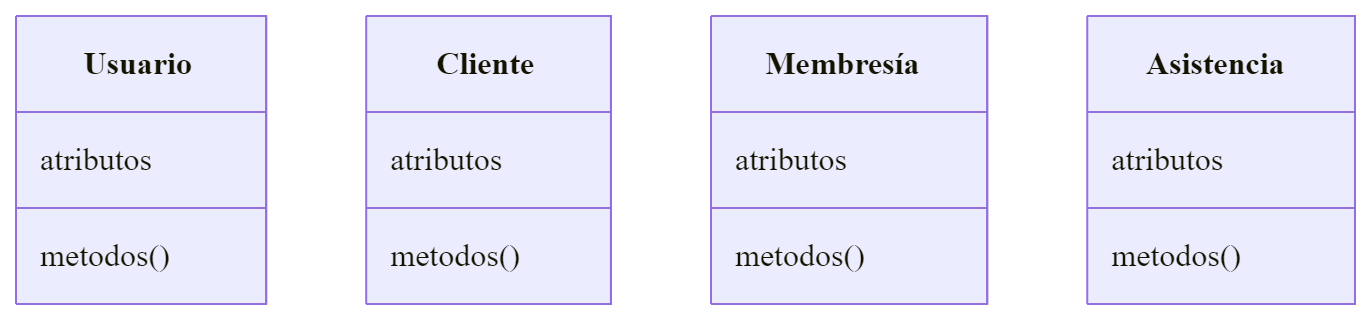 Usuario
atributos
metodos()
Cliente
atributos
metodos()
Membresía
atributos
metodos()
Asistencia
atributos
metodos()